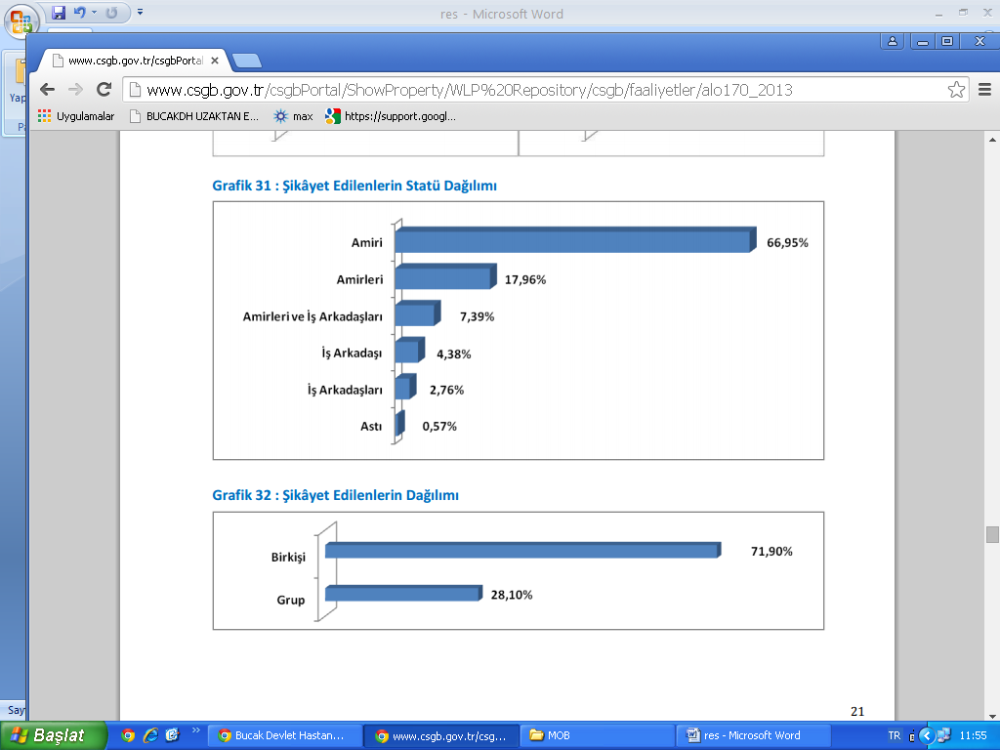 res - Microsoft Word
www.csgb.gov.tr/csgbPortal
www.csgb.gov.tr/csgbPortal/ShowProperty/WLP%20Repository/csgb/faaliyetler/alo170_2013
Uygulamalar
BUCAKDH UZAKTAN E...
max
https://support.googl...
Yap
Grafik 31 : Şikâyet Edilenlerin Statü Dağılımı
Amiri 66,95%
Amirleri 17,96%
Amirleri ve İş Arkadaşları 7,39%
İş Arkadaşı 4,38%
İş Arkadaşları 2,76%
Astı 0,57%
Grafik 32 : Şikâyet Edilenlerin Dağılımı
Birkişi 71,90%
Grup 28,10%
21
Say
Başlat
Bucak Devlet Hastan...
www.csgb.gov.tr/csg...
MOB
res - Microsoft Word
TR
11:55